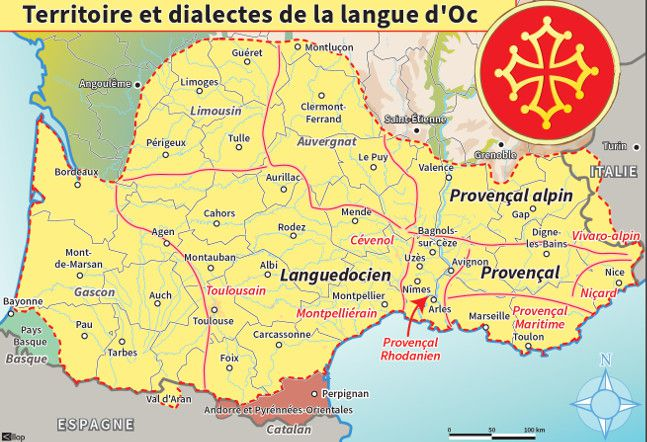 Territoire et dialectes de la langue d'Oc
Montluçon
Guéret
Angoulême
Limoges
Limousin
Clermont-
Ferrand
Saint-Étienne
Turin
Périgueux
Tulle
Auvergnat
Grenoble
Le Puy
Valence
ITALIE
Bordeaux
Aurillac
Provençal alpin
Gap
Cahors
Mende
Rodez
Bagnols-
sur-Cèze
Digne-
les-Bains
Vivaro-alpin
Agen
Cévenol
Mont-
de-Marsan
Montauban
Albi
Languedocien
Uzès
Avignon
Provençal
Nice
Gascon
Auch
Toulousain
Nîmes
Niçard
Bayonne
Montpellier
Arles
Toulouse
Montpelliérain
Marseille
Provençal
Maritime
Pau
Pays
Basque
Basque
Tarbes
Carcassonne
Toulon
Provençal
Rhodanien
Foix
Val d'Aran
Perpignan
Andorre et Pyrénées-Orientales
Catalan
ESPAGNE
N
0 50 100 km